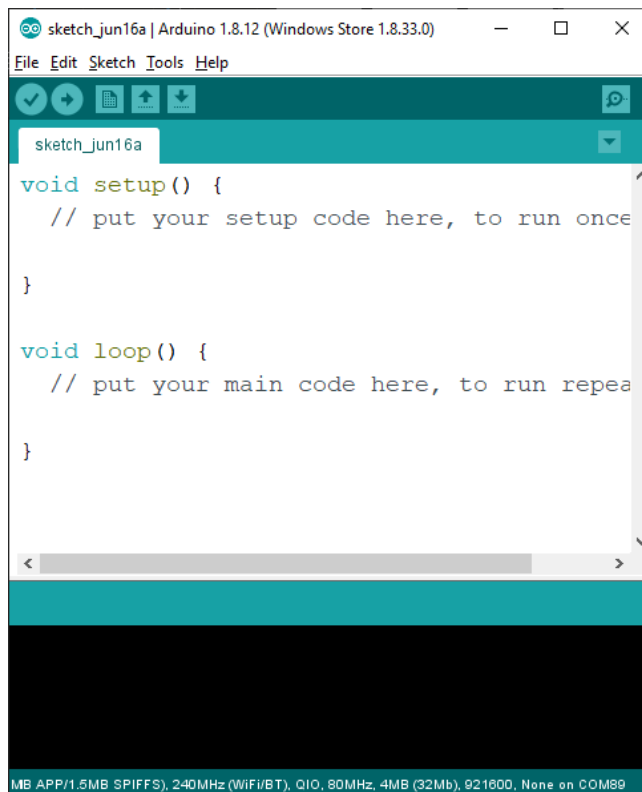 sketch_jun16a | Arduino 1.8.12 (Windows Store 1.8.33.0)
File Edit Sketch Tools Help
sketch_jun16a
void setup() {
  // put your setup code here, to run once
}
void loop() {
  // put your main code here, to run repea
}
MB APP/1.5MB SPIFFS), 240MHz (WiFi/BT), QIO, 80MHz, 4MB (32Mb), 921600, None on COM89